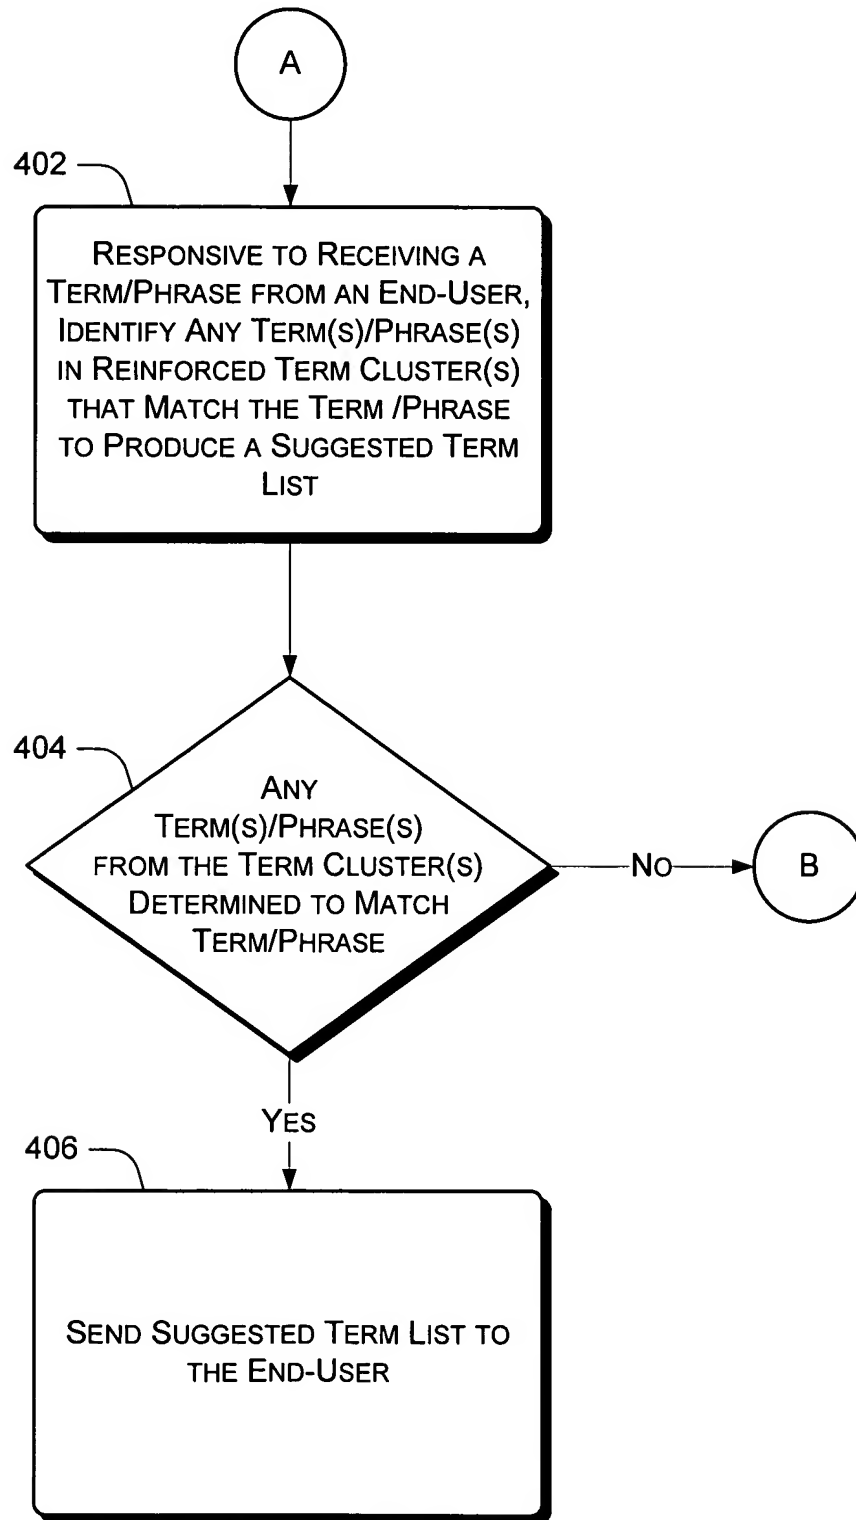 A
402
RESPONSIVE TO RECEIVING A
TERM/PHRASE FROM AN END-USER,
IDENTIFY ANY TERM(S)/PHRASE(S)
IN REINFORCED TERM CLUSTER(S)
THAT MATCH THE TERM /PHRASE
TO PRODUCE A SUGGESTED TERM
LIST
404
ANY
TERM(S)/PHRASE(S)
FROM THE TERM CLUSTER(S)
DETERMINED TO MATCH
TERM/PHRASE
NO
B
YES
406
SEND SUGGESTED TERM LIST TO
THE END-USER